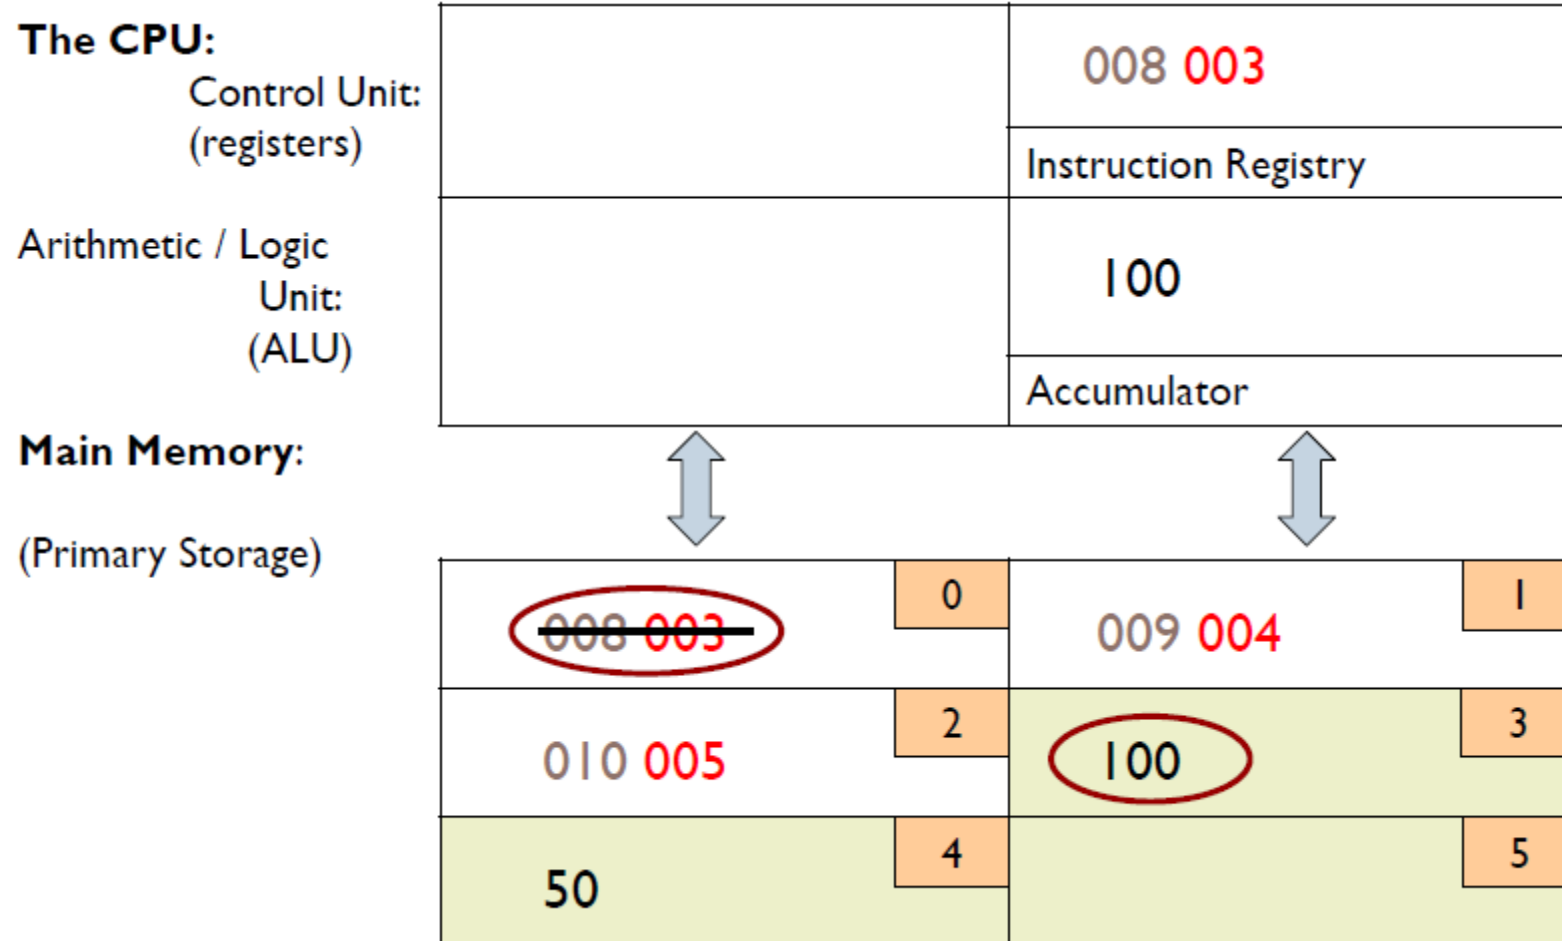 The CPU:
Control Unit:
(registers)
008 003
Instruction Registry
Arithmetic / Logic
Unit:
(ALU)
100
Accumulator
Main Memory:
(Primary Storage)
008 003
0
009 004
1
010 005
2
100
3
50
4
5